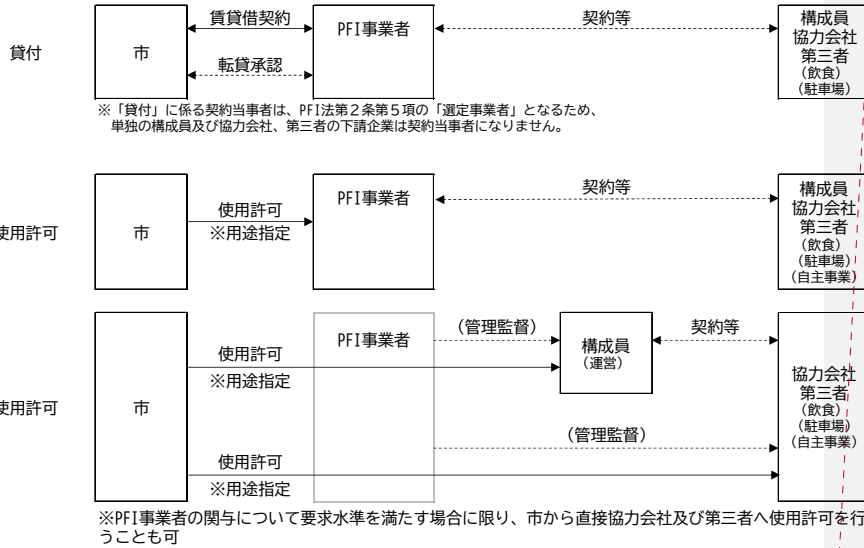 貸付
市
賃貸借契約
転貸承認
PFI事業者
契約等
構成員
協力会社
第三者
(飲食)
(駐車場)
※「貸付」に係る契約当事者は、PFI法第2条第5項の「選定事業者」となるため、
単独の構成員及び協力会社、第三者の下請企業は契約当事者になりません。
使用許可
市
使用許可
※用途指定
PFI事業者
契約等
構成員
協力会社
第三者
(飲食)
(駐車場)
(自主事業)
使用許可
市
使用許可
※用途指定
使用許可
※用途指定
PFI事業者
(管理監督)
構成員
(運営)
契約等
(管理監督)
協力会社
第三者
(飲食)
(駐車場)
(自主事業)
※PFI事業者の関与について要求水準を満たす場合に限り、市から直接協力会社及び第三者へ使用許可を行
うことも可